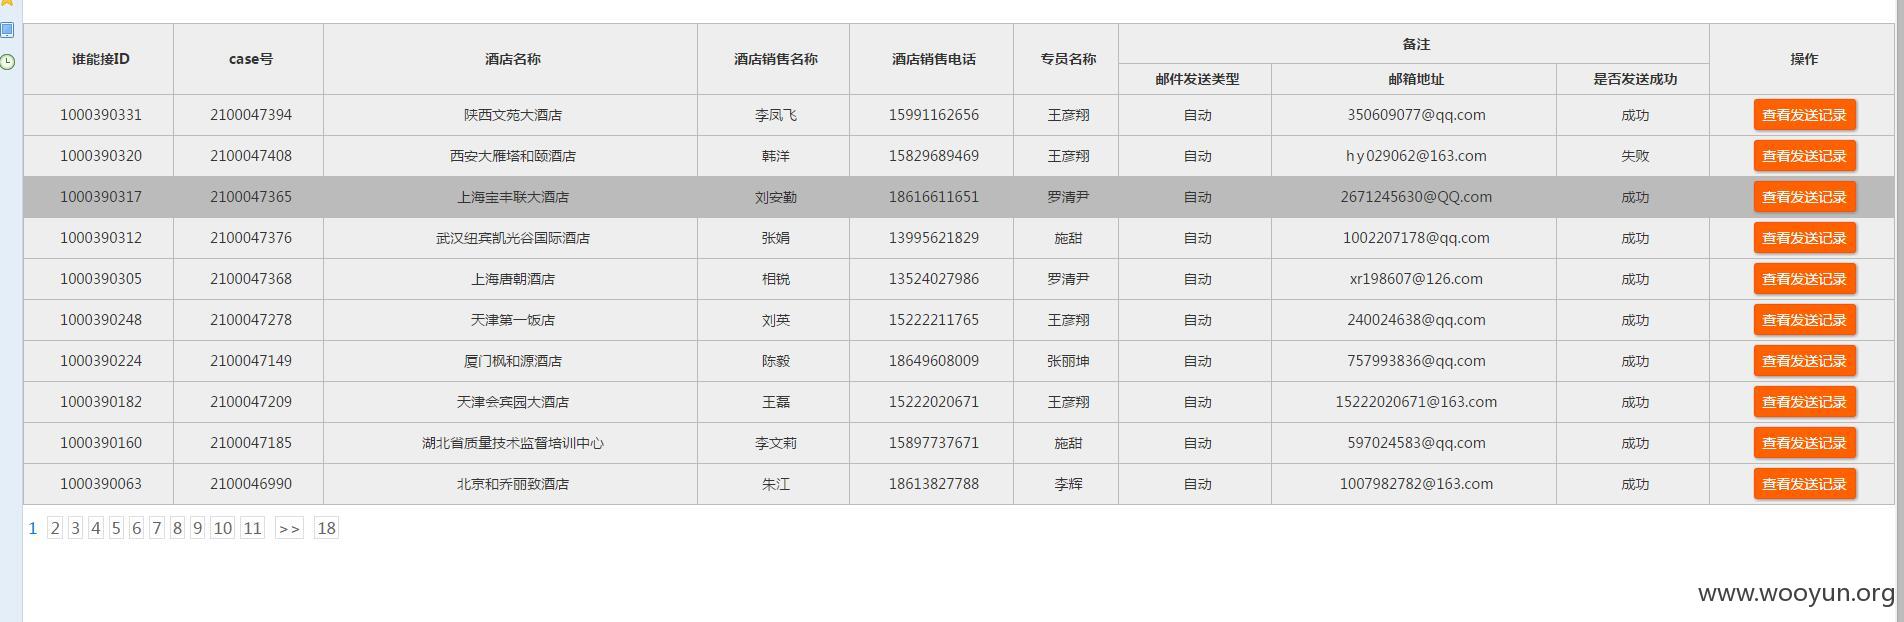 谁能接ID case号 酒店名称 酒店销售名称 酒店销售电话 专员名称 备注 操作
邮件发送类型 邮箱地址 是否发送成功
1000390331 2100047394 陕西文苑大酒店 李凤飞 15991162656 王彦翔 自动 350609077@qq.com 成功 查看发送记录
1000390320 2100047408 西安大雁塔和颐酒店 韩洋 15829689469 王彦翔 自动 hy029062@163.com 失败 查看发送记录
1000390317 2100047365 上海宝丰联大酒店 刘安勤 18616611651 罗清尹 自动 2671245630@QQ.com 成功 查看发送记录
1000390312 2100047376 武汉纽宾凯光谷国际酒店 张娟 13995621829 施甜 自动 1002207178@qq.com 成功 查看发送记录
1000390305 2100047368 上海唐朝酒店 相锐 13524027986 罗清尹 自动 xr198607@126.com 成功 查看发送记录
1000390248 2100047278 天津第一饭店 刘英 15222211765 王彦翔 自动 240024638@qq.com 成功 查看发送记录
1000390224 2100047149 厦门枫和源酒店 陈毅 18649608009 张丽坤 自动 757993836@qq.com 成功 查看发送记录
1000390182 2100047209 天津会宾园大酒店 王磊 15222020671 王彦翔 自动 15222020671@163.com 成功 查看发送记录
1000390160 2100047185 湖北省质量技术监督培训中心 李文莉 15897737671 施甜 自动 597024583@qq.com 成功 查看发送记录
1000390063 2100046990 北京和乔丽致酒店 朱江 18613827788 李辉 自动 1007982782@163.com 成功 查看发送记录
1 2 3 4 5 6 7 8 9 10 11 >> 18
www.wooyun.org